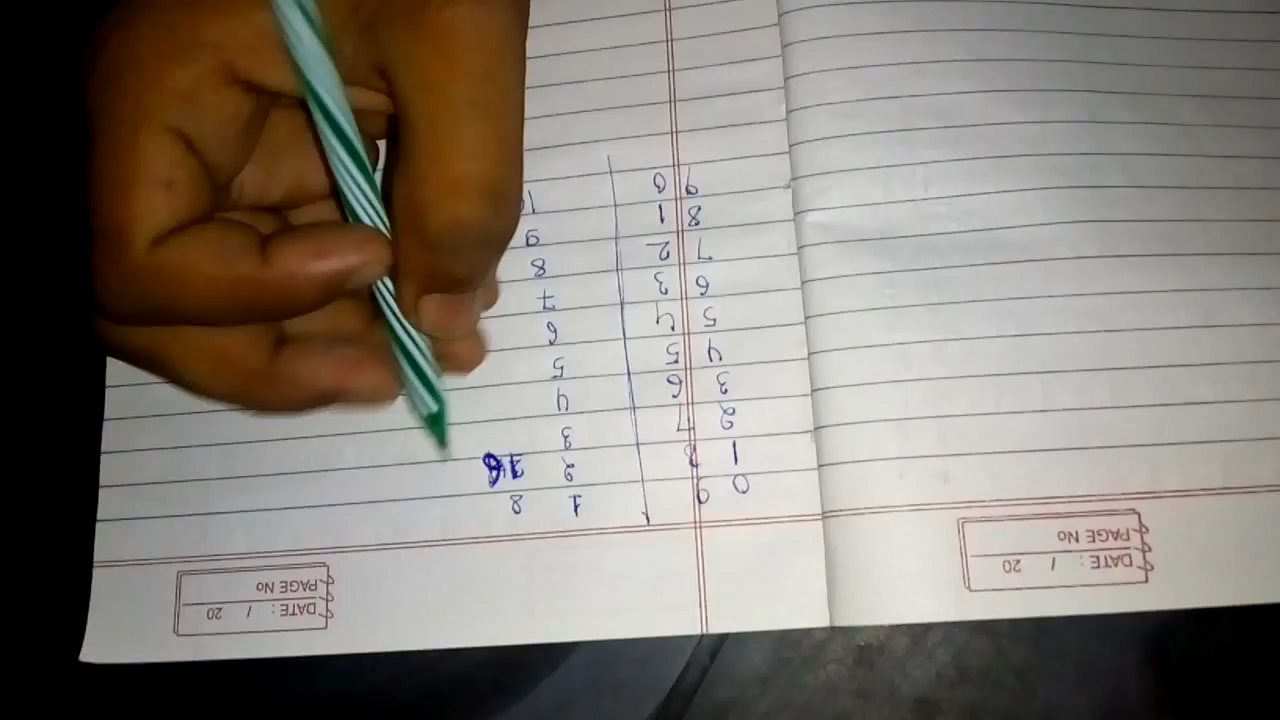 DATE: / 20
PAGE No
DATE: / 20
PAGE No
0 9 1 8
1 8 2
2 7 3
3 6 4
4 5 5
5 4 6
6 3 7
7 2 8
8 1 9
9 0